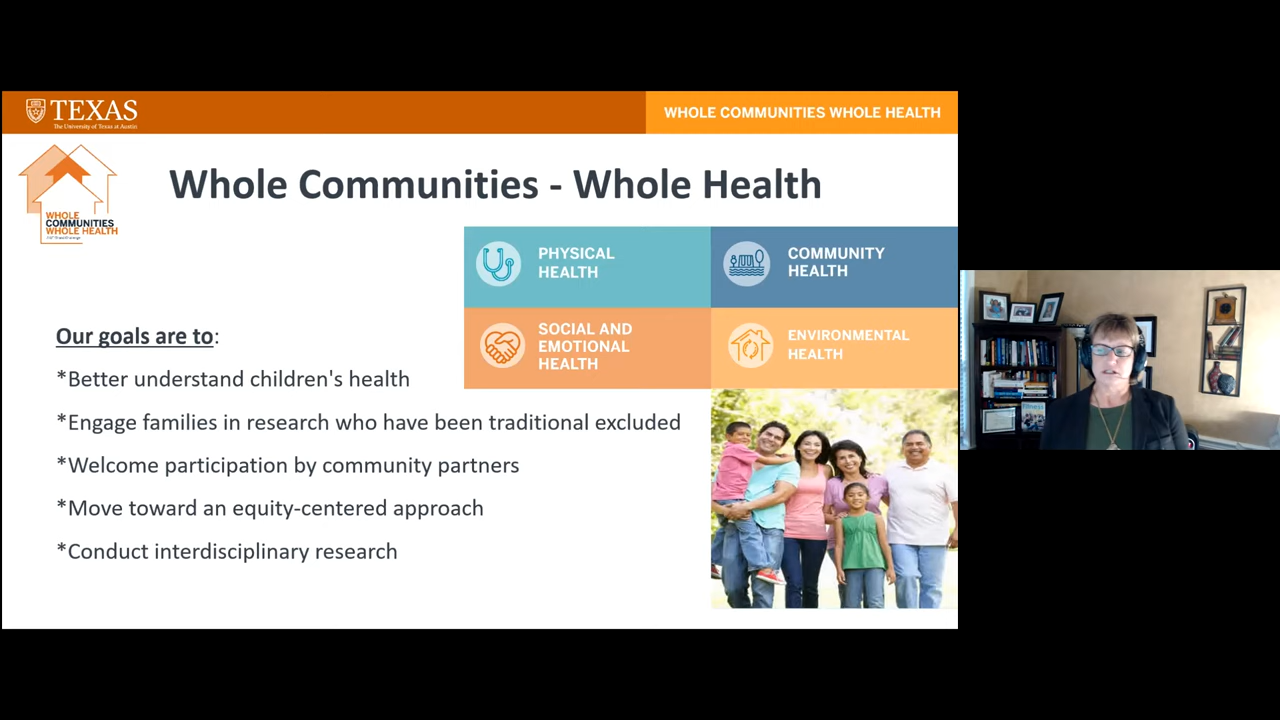 TEXAS
The University of Texas at Austin
WHOLE COMMUNITIES WHOLE HEALTH
WHOLE
COMMUNITIES
WHOLE HEALTH
Whole Communities - Whole Health
PHYSICAL
HEALTH
COMMUNITY
HEALTH
SOCIAL AND
EMOTIONAL
HEALTH
ENVIRONMENTAL
HEALTH
Our goals are to:
*Better understand children's health
*Engage families in research who have been traditional excluded
*Welcome participation by community partners
*Move toward an equity-centered approach
*Conduct interdisciplinary research